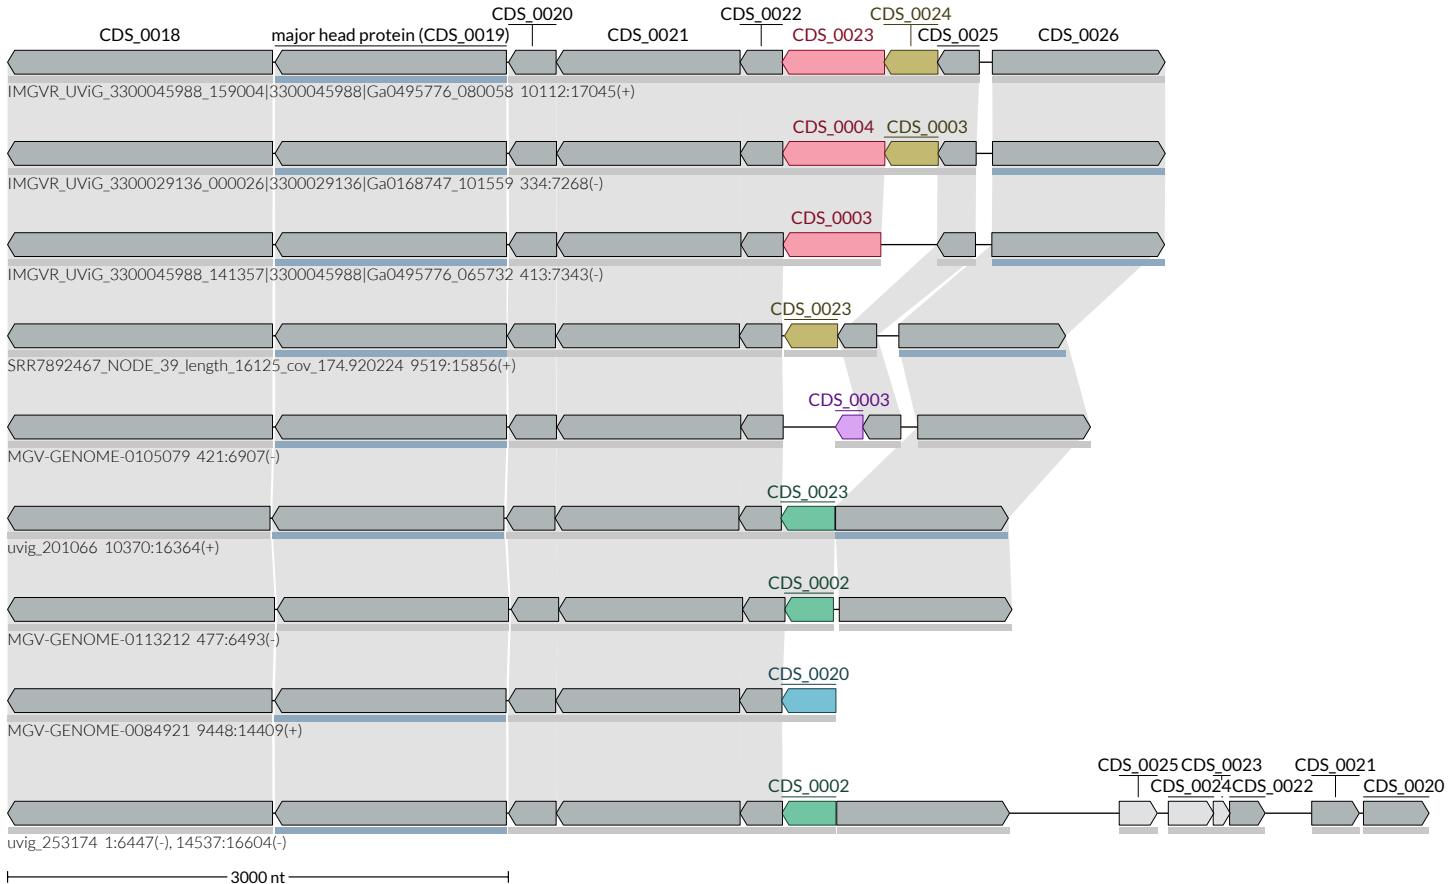 CDS_0020 CDS_0022 CDS_0024
CDS_0018 major head protein (CDS_0019) CDS_0021 CDS_0023 CDS_0025 CDS_0026
IMGVR_UViG_3300045988_159004|3300045988|Ga0495776_080058 10112:17045(+)
CDS_0004 CDS_0003
IMGVR_UViG_3300029136_000026|3300029136|Ga0168747_101559 334:7268(-)
CDS_0003
IMGVR_UViG_3300045988_141357|3300045988|Ga0495776_065732 413:7343(-)
CDS_0023
SRR7892467_NODE_39_length_16125_cov_174.920224 9519:15856(+)
CDS_0003
MGV-GENOME-0105079 421:6907(-)
CDS_0023
uvig_201066 10370:16364(+)
CDS_0002
MGV-GENOME-0113212 477:6493(-)
CDS_0020
MGV-GENOME-0084921 9448:14409(+)
CDS_0025 CDS_0023 CDS_0021
CDS_0002 CDS_0024 CDS_0022 CDS_0020
uvig_253174 1:6447(-), 14537:16604(-)
3000 nt